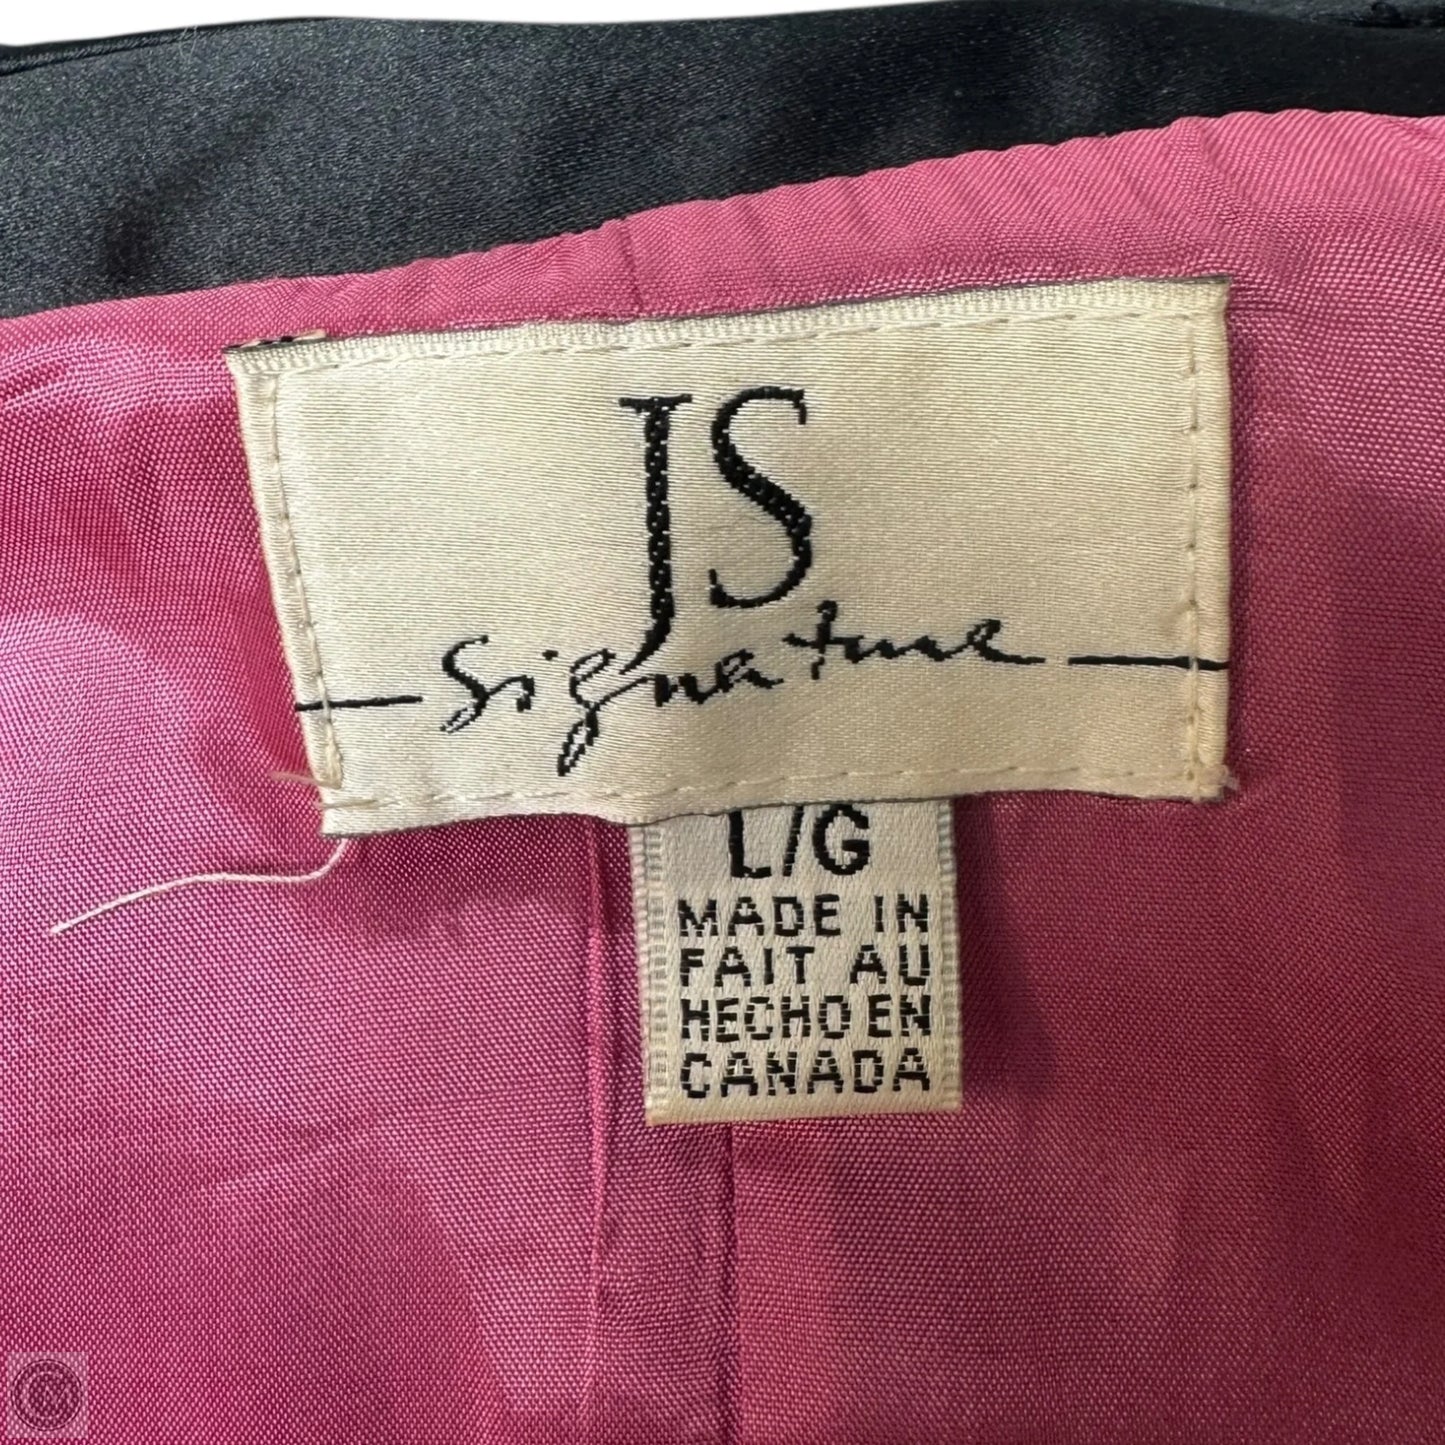 JS
Signature
L/G
MADE IN
FAIT AU
HECHO EN
CANADA